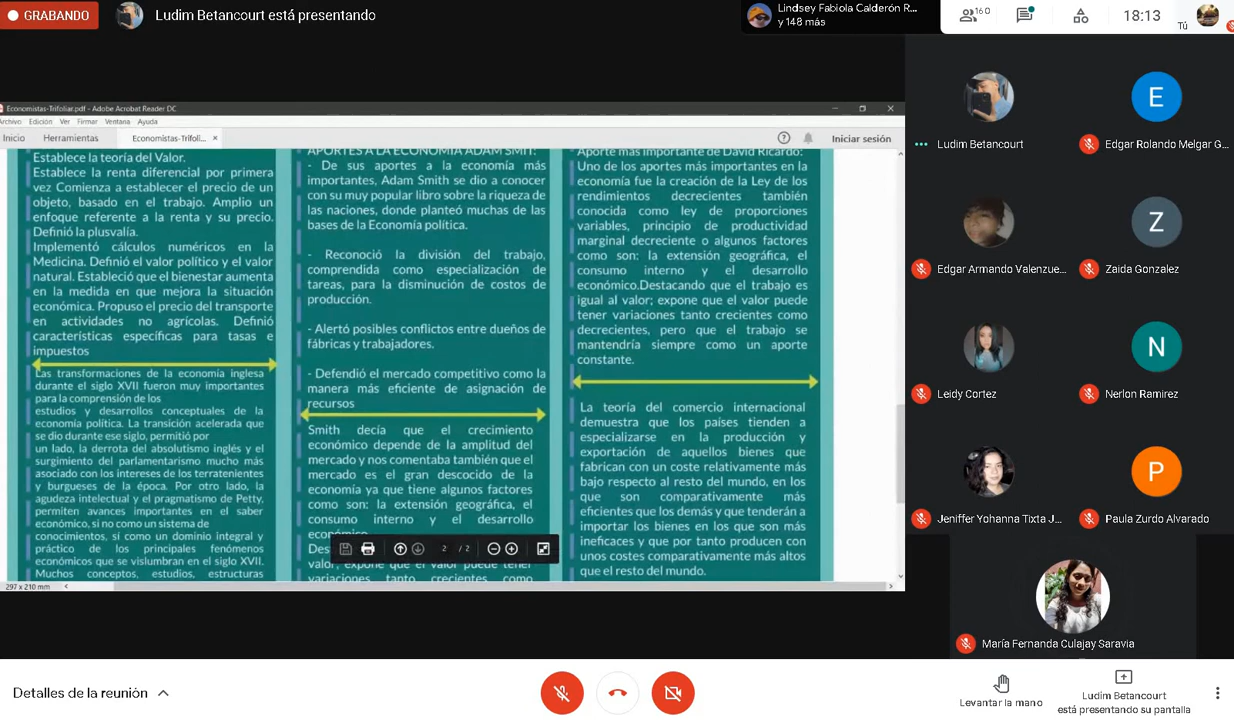 GRABANDO
Ludim Betancourt está presentando
Lindsey Fabiola Calderón R...
y 148 más
160
18:13
Tú
Economistas-Trifoliar.pdf - Adobe Acrobat Reader DC
Archivo Edición Ver Firmar Ventana Ayuda
Inicio Herramientas Economistas-Trifoli... × Iniciar sesión
Establece la teoría del Valor.
Establece la renta diferencial por primera
vez Comienza a establecer el precio de un
objeto, basado en el trabajo. Amplio un
enfoque referente a la renta y su precio.
Definió la plusvalía.
Implementó cálculos numéricos en la
Medicina. Definió el valor político y el valor
natural. Estableció que el bienestar aumenta
en la medida en que mejora la situación
económica. Propuso el precio del transporte
en actividades no agrícolas. Definió
características específicas para tasas e
impuestos
Las transformaciones de la economía inglesa
durante el siglo XVII fueron muy importantes
para la comprensión de los
estudios y desarrollos conceptuales de la
economía política. La transición acelerada que
se dio durante ese siglo, permitió por
un lado, la derrota del absolutismo inglés y el
surgimiento del parlamentarismo mucho más
asociado con los intereses de los terratenientes
y burgueses de la época. Por otro lado, la
agudeza intelectual y el pragmatismo de Petty,
permiten avances importantes en el saber
económico, si no como un sistema de
conocimientos, sí como un dominio integral y
práctico de los principales fenómenos
económicos que se vislumbran en el siglo XVII.
Muchos conceptos, estudios, estructuras
APORTES A LA ECONOMIA ADAM SMIT:
- De sus aportes a la economía más
importantes, Adam Smith se dio a conocer
con su muy popular libro sobre la riqueza de
las naciones, donde planteó muchas de las
bases de la Economía política.
- Reconoció la división del trabajo,
comprendida como especialización de
tareas, para la disminución de costos de
producción.
- Alertó posibles conflictos entre dueños de
fábricas y trabajadores.
- Defendió el mercado competitivo como la
manera más eficiente de asignación de
recursos
Smith decía que el crecimiento
económico depende de la amplitud del
mercado y nos comentaba también que el
mercado es el gran descocido de la
economía ya que tiene algunos factores
como son: la extensión geográfica, el
consumo interno y el desarrollo
económico.
Des
valor, expone que el valor puede tener
variaciones tanto crecientes como
Aporte más importante de David Ricardo:
Uno de los aportes más importantes en la
economía fue la creación de la Ley de los
rendimientos decrecientes también
conocida como ley de proporciones
variables, principio de productividad
marginal decreciente o algunos factores
como son: la extensión geográfica, el
consumo interno y el desarrollo
económico.Destacando que el trabajo es
igual al valor; expone que el valor puede
tener variaciones tanto crecientes como
decrecientes, pero que el trabajo se
mantendría siempre como un aporte
constante.
La teoría del comercio internacional
demuestra que los países tienden a
especializarse en la producción y
exportación de aquellos bienes que
fabrican con un coste relativamente más
bajo respecto al resto del mundo, en los
que son comparativamente más
eficientes que los demás y que tenderán a
importar los bienes en los que son más
ineficaces y que por tanto producen con
unos costes comparativamente más altos
que el resto del mundo.
2 / 2
297 x 210 mm
Ludim Betancourt
E
Edgar Rolando Melgar G...
Edgar Armando Valenzue...
Z
Zaida Gonzalez
Leidy Cortez
N
Nerlon Ramirez
Jeniffer Yohanna Tixta J...
P
Paula Zurdo Alvarado
María Fernanda Culajay Saravia
Detalles de la reunión
Levantar la mano
Ludim Betancourt
está presentando su pantalla